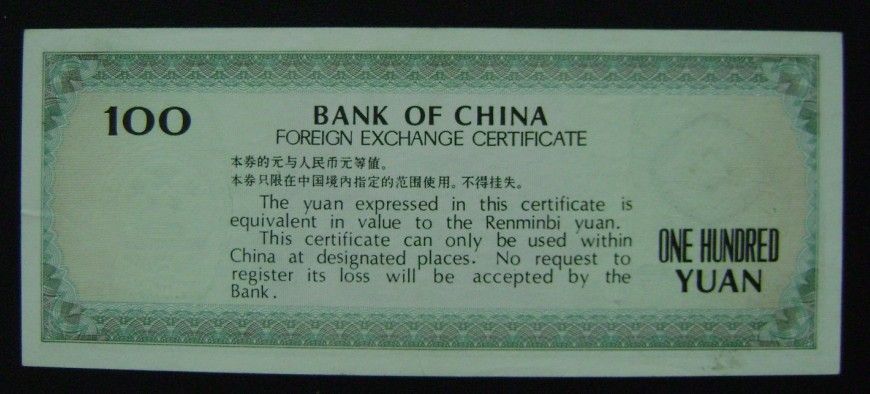 100
BANK OF CHINA
FOREIGN EXCHANGE CERTIFICATE
本券的元与人民币元等值。
本券只限在中国境内指定的范围使用。不得挂失。
The yuan expressed in this certificate is
equivalent in value to the Renminbi yuan.
This certificate can only be used within
China at designated places. No request to
register its loss will be accepted by the
Bank.
ONE HUNDRED
YUAN